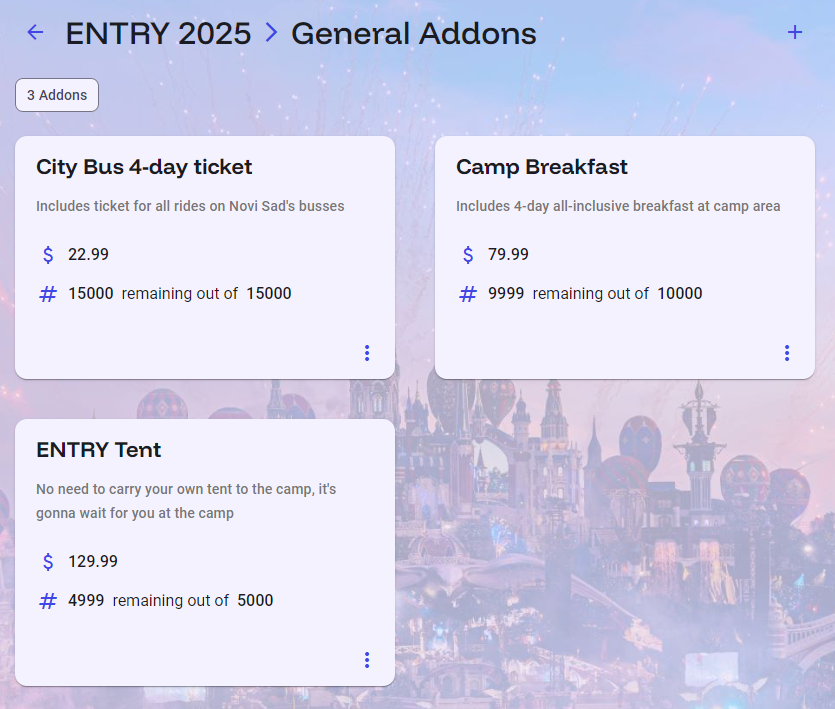 ENTRY 2025 > General Addons
3 Addons
City Bus 4-day ticket
Includes ticket for all rides on Novi Sad's busses
$ 22.99
# 15000 remaining out of 15000
Camp Breakfast
Includes 4-day all-inclusive breakfast at camp area
$ 79.99
# 9999 remaining out of 10000
ENTRY Tent
No need to carry your own tent to the camp, it's
gonna wait for you at the camp
$ 129.99
# 4999 remaining out of 5000